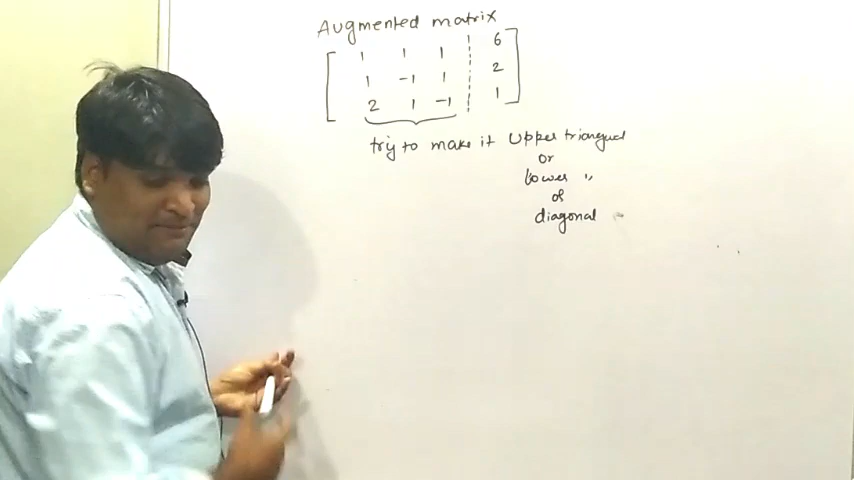 Augmented matrix
1 1 1 6
1 -1 1 2
2 1 -1 1
try to make it Upper triangual
Or
Lower "
or
diagonal